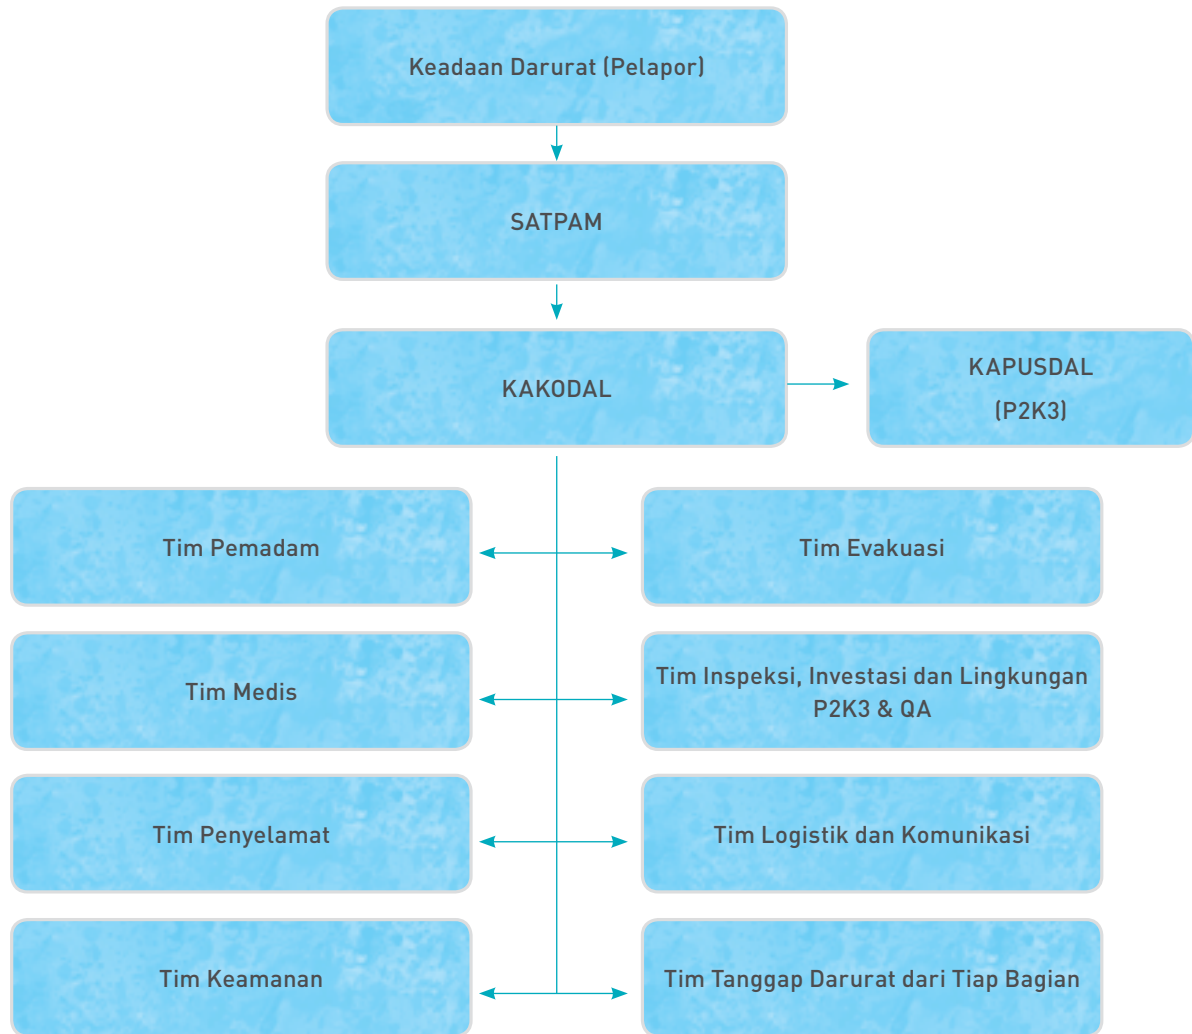 Keadaan Darurat (Pelapor)
SATPAM
KAKODAL
KAPUSDAL
(P2K3)
Tim Pemadam
Tim Evakuasi
Tim Medis
Tim Inspeksi, Investasi dan Lingkungan
P2K3 & QA
Tim Penyelamat
Tim Logistik dan Komunikasi
Tim Keamanan
Tim Tanggap Darurat dari Tiap Bagian